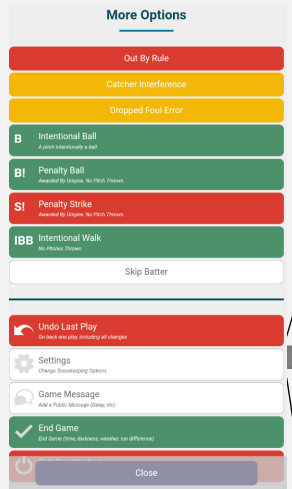 More Options
Out By Rule
Catcher Interference
Dropped Foul Error
B Intentional Ball
A pitch intentionally a ball
B! Penalty Ball
Awarded By Umpire. No Pitch Thrown.
S! Penalty Strike
Awarded By Umpire. No Pitch Thrown.
IBB Intentional Walk
No Pitches Thrown.
Skip Batter
Undo Last Play
Go back one play, including all changes
Settings
Change Scorekeeping Options
Game Message
Add a Public Message (Delay, etc)
End Game
End Game (time, darkness, weather, run difference)
Close